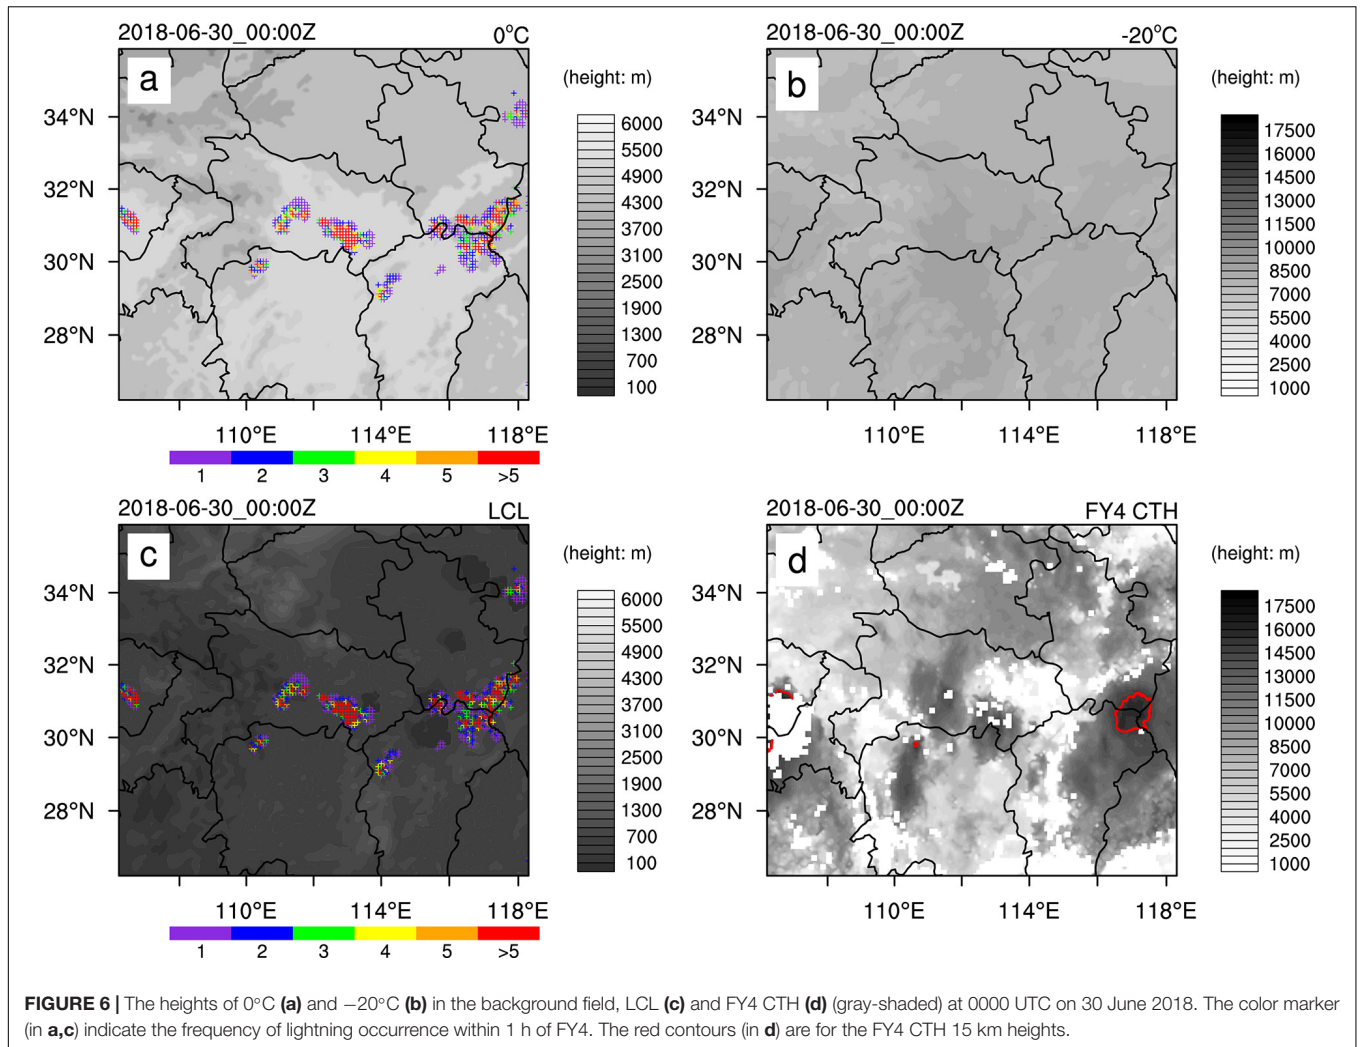 2018-06-30_00:00Z 0°C
a
(height: m)
34°N
32°N
30°N
28°N
6000
5500
4900
4300
3700
3100
2500
1900
1300
700
100
110°E 114°E 118°E
1 2 3 4 5 >5
2018-06-30_00:00Z -20°C
b
(height: m)
34°N
32°N
30°N
28°N
17500
16000
14500
13000
11500
10000
8500
7000
5500
4000
2500
1000
110°E 114°E 118°E
2018-06-30_00:00Z LCL
c
(height: m)
34°N
32°N
30°N
28°N
6000
5500
4900
4300
3700
3100
2500
1900
1300
700
100
110°E 114°E 118°E
1 2 3 4 5 >5
2018-06-30_00:00Z FY4 CTH
d
(height: m)
34°N
32°N
30°N
28°N
17500
16000
14500
13000
11500
10000
8500
7000
5500
4000
2500
1000
110°E 114°E 118°E
FIGURE 6 | The heights of 0°C (a) and −20°C (b) in the background field, LCL (c) and FY4 CTH (d) (gray-shaded) at 0000 UTC on 30 June 2018. The color marker
(in a,c) indicate the frequency of lightning occurrence within 1 h of FY4. The red contours (in d) are for the FY4 CTH 15 km heights.